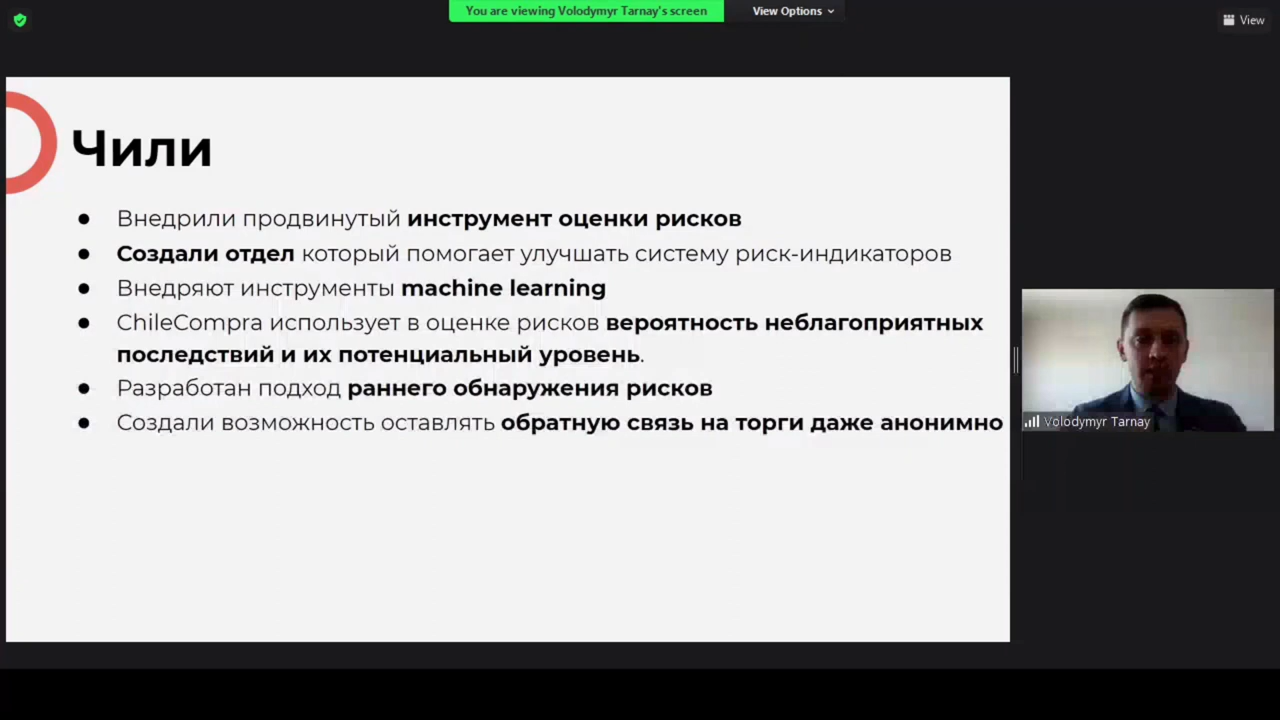 You are viewing Volodymyr Tarnay's screen
View Options
View
Чили
Внедрили продвинутый инструмент оценки рисков
Создали отдел который помогает улучшать систему риск-индикаторов
Внедряют инструменты machine learning
ChileCompra использует в оценке рисков вероятность неблагоприятных
последствий и их потенциальный уровень.
Разработан подход раннего обнаружения рисков
Создали возможность оставлять обратную связь на торги даже анонимно
Volodymyr Tarnay